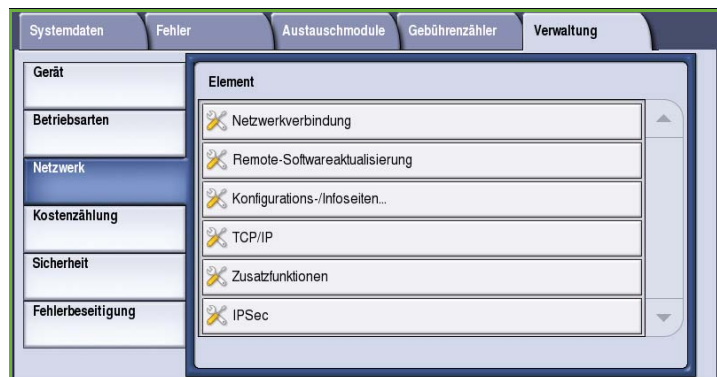 Systemdaten
Fehler
Austauschmodule
Gebührenzähler
Verwaltung
Gerät
Betriebsarten
Netzwerk
Kostenzählung
Sicherheit
Fehlerbeseitigung
Element
Netzwerkverbindung
Remote-Softwareaktualisierung
Konfigurations-/Infoseiten...
TCP/IP
Zusatzfunktionen
IPSec